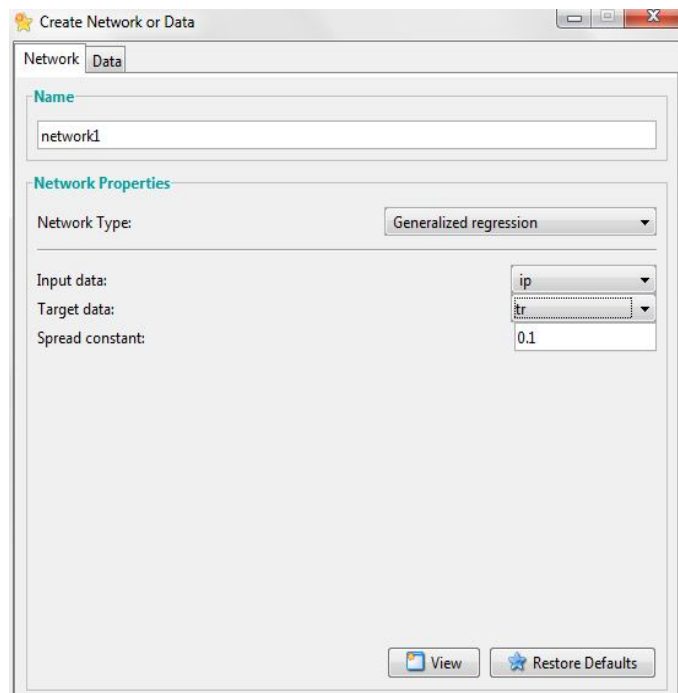 Create Network or Data
Network Data
Name
network1
Network Properties
Network Type: Generalized regression
Input data: ip
Target data: tr
Spread constant: 0.1
View Restore Defaults